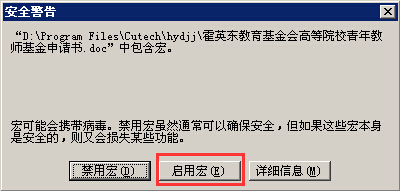 安全警告
“D:\Program Files\Cutech\hydjj\霍英东教育基金会高等院校青年教
师基金申请书.doc”中包含宏。
宏可能会携带病毒。禁用宏虽然通常可以确保安全，但如果这些宏本身
是安全的，则又会损失某些功能。
禁用宏(D) 启用宏(E) 详细信息(M)